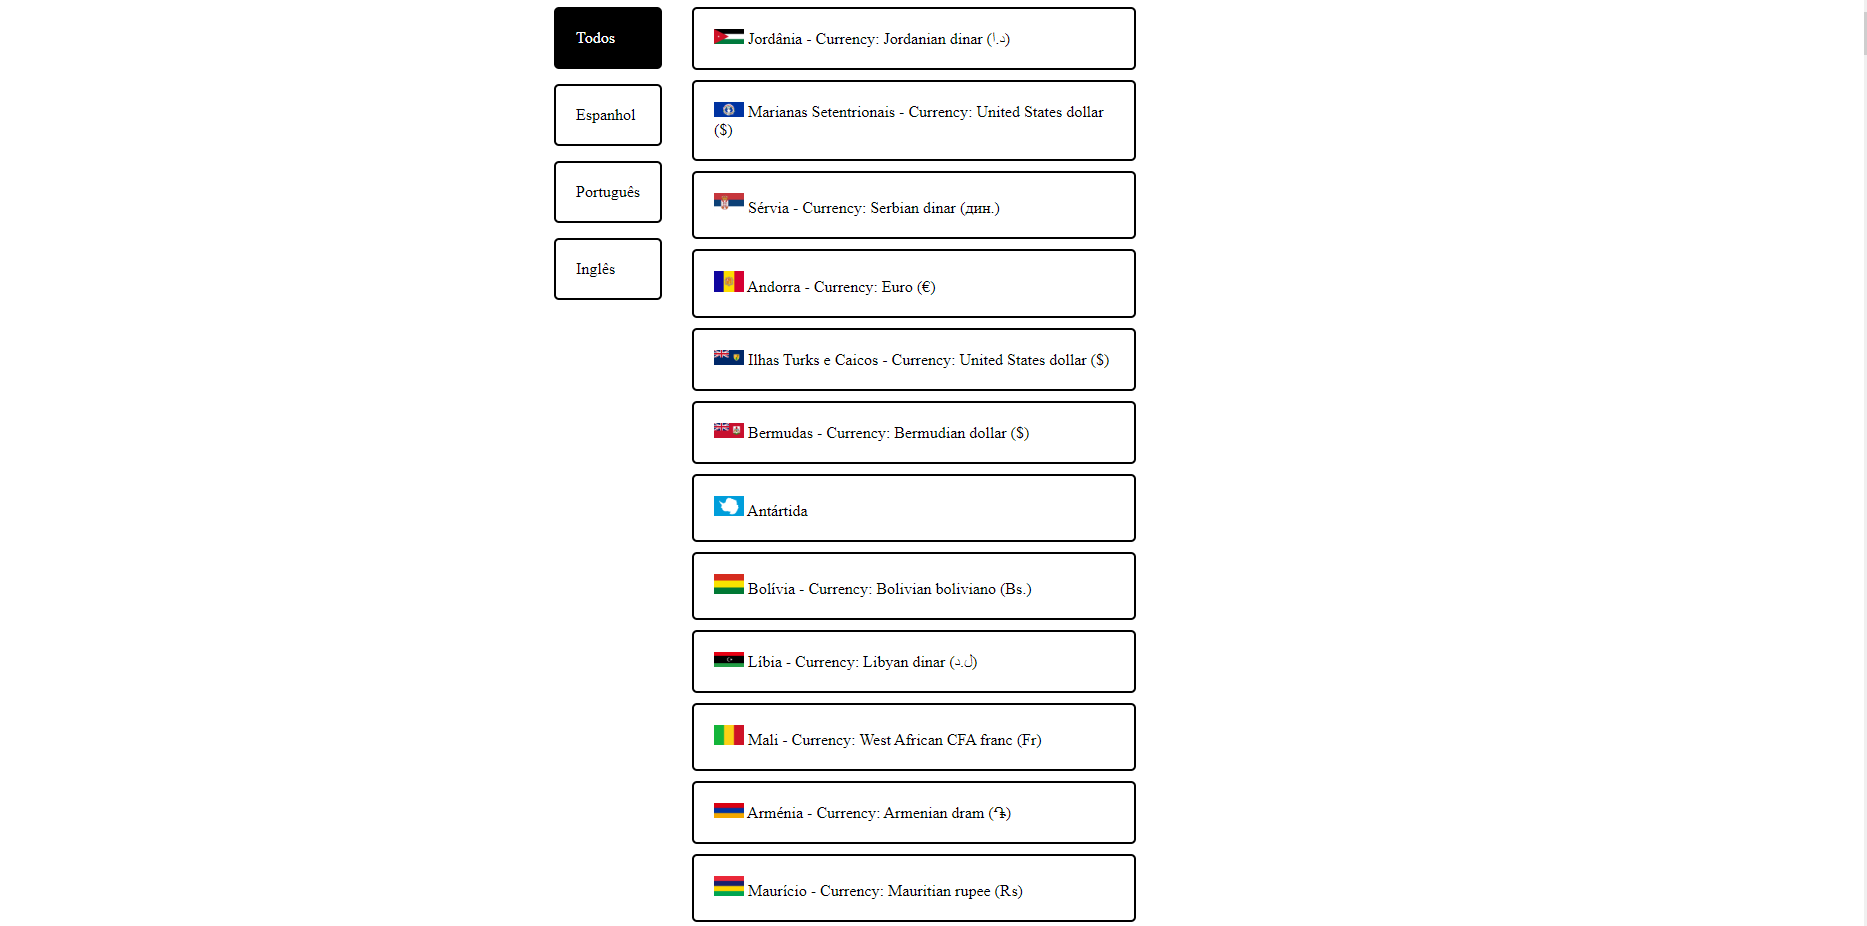 Todos
Espanhol
Português
Inglês
Jordânia - Currency: Jordanian dinar (د.ا)
Marianas Setentrionais - Currency: United States dollar
($)
Sérvia - Currency: Serbian dinar (дин.)
Andorra - Currency: Euro (€)
Ilhas Turks e Caicos - Currency: United States dollar ($)
Bermudas - Currency: Bermudian dollar ($)
Antártida
Bolívia - Currency: Bolivian boliviano (Bs.)
Líbia - Currency: Libyan dinar (ل.د)
Mali - Currency: West African CFA franc (Fr)
Arménia - Currency: Armenian dram (֏)
Maurício - Currency: Mauritian rupee (₨)